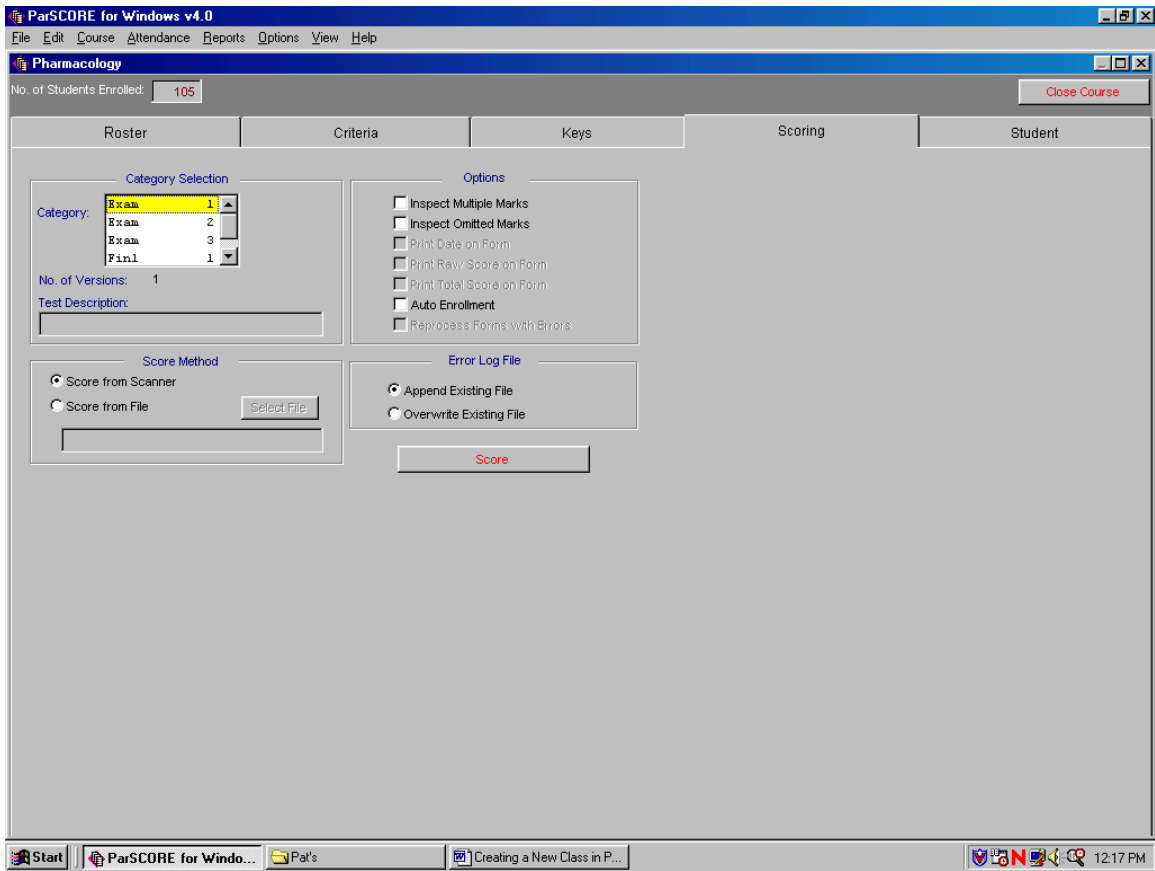 ParSCORE for Windows v4.0
File Edit Course Attendance Reports Options View Help
Pharmacology
No. of Students Enrolled: 105 Close Course
Roster Criteria Keys Scoring Student
Category Selection
Category:
Exam 1
Exam 2
Exam 3
Finl 1
No. of Versions: 1
Test Description:
Options
Inspect Multiple Marks
Inspect Omitted Marks
Print Date on Form
Print Raw Score on Form
Print Total Score on Form
Auto Enrollment
Reprocess Forms with Errors
Score Method
Score from Scanner
Score from File Select File
Error Log File
Append Existing File
Overwrite Existing File
Score
Start ParSCORE for Windo... Pat's Creating a New Class in P... N 12:17 PM